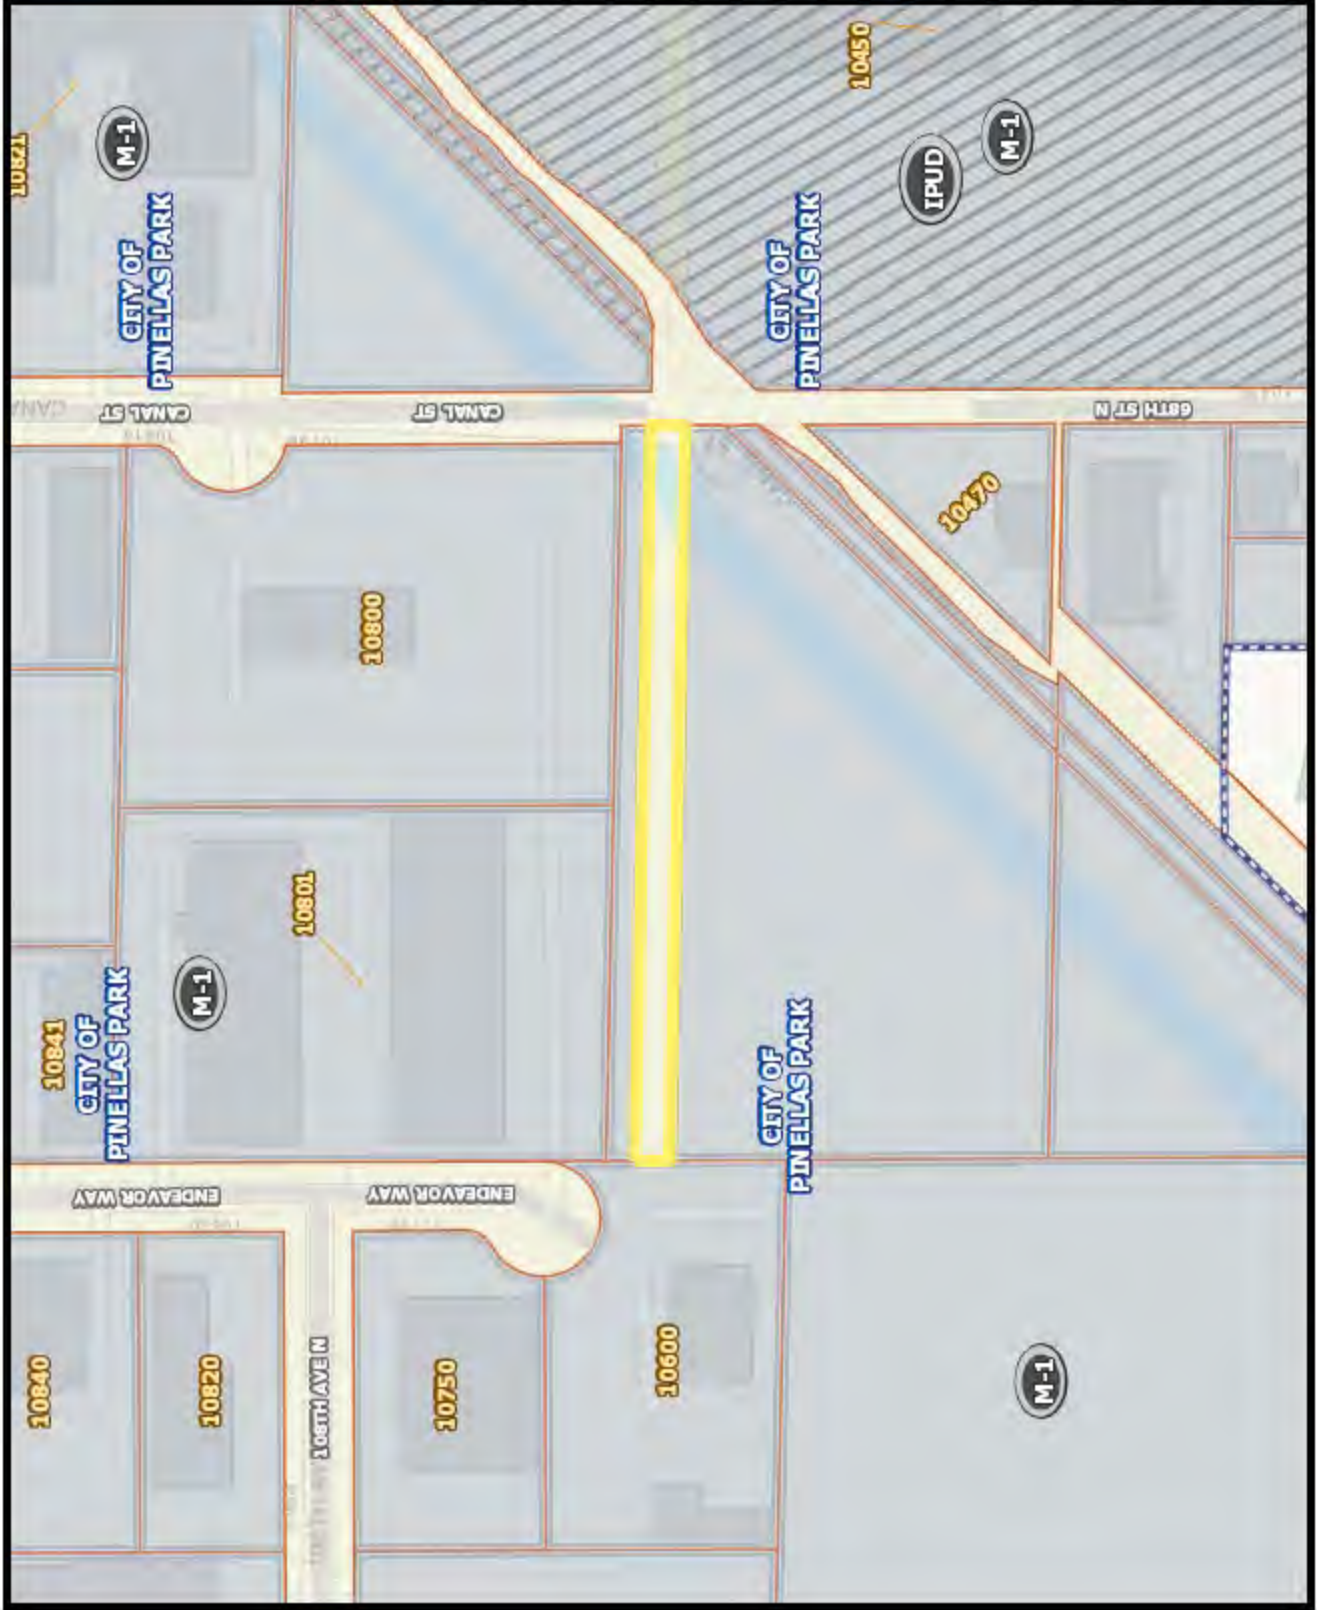 10450
10821
M-1
M-1
IPUD
CITY OF
PINELLAS PARK
CITY OF
PINELLAS PARK
CANAL ST
CANAL ST
68TH ST N
10470
10800
10801
M-1
10841
CITY OF
PINELLAS PARK
CITY OF
PINELLAS PARK
ENDEAVOR WAY
ENDEAVOR WAY
10840
10820
108TH AVE N
10750
10600
M-1